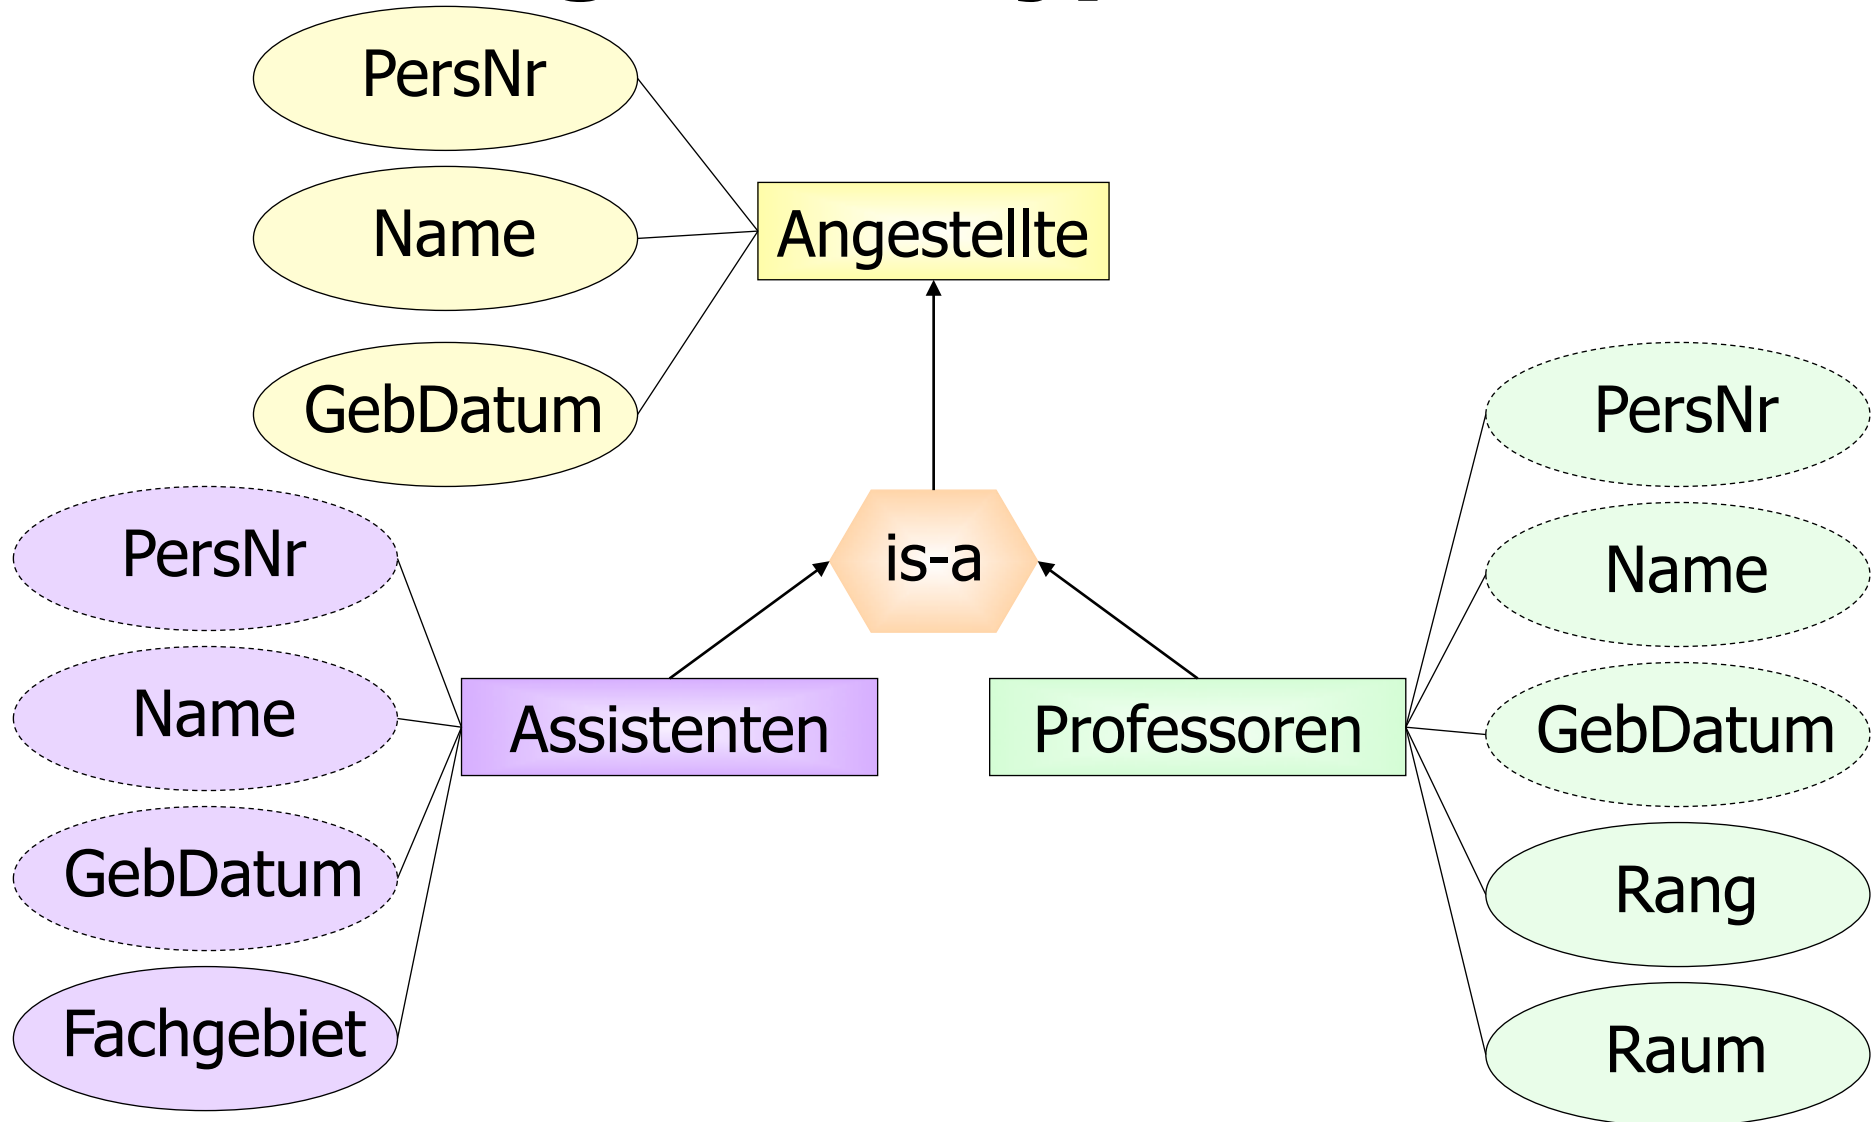 PersNr
Name
Angestellte
GebDatum
PersNr
Name
GebDatum
Fachgebiet
is-a
Assistenten
Professoren
PersNr
Name
GebDatum
Rang
Raum